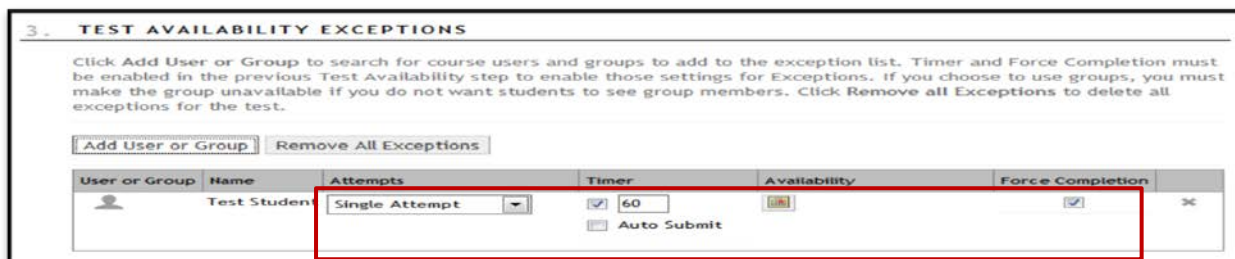 3. TEST AVAILABILITY EXCEPTIONS
Click Add User or Group to search for course users and groups to add to the exception list. Timer and Force Completion must
be enabled in the previous Test Availability step to enable those settings for Exceptions. If you choose to use groups, you must
make the group unavailable if you do not want students to see group members. Click Remove all Exceptions to delete all
exceptions for the test.
Add User or Group Remove All Exceptions
User or Group Name Attempts Timer Availability Force Completion
Test Student Single Attempt 60
Auto Submit